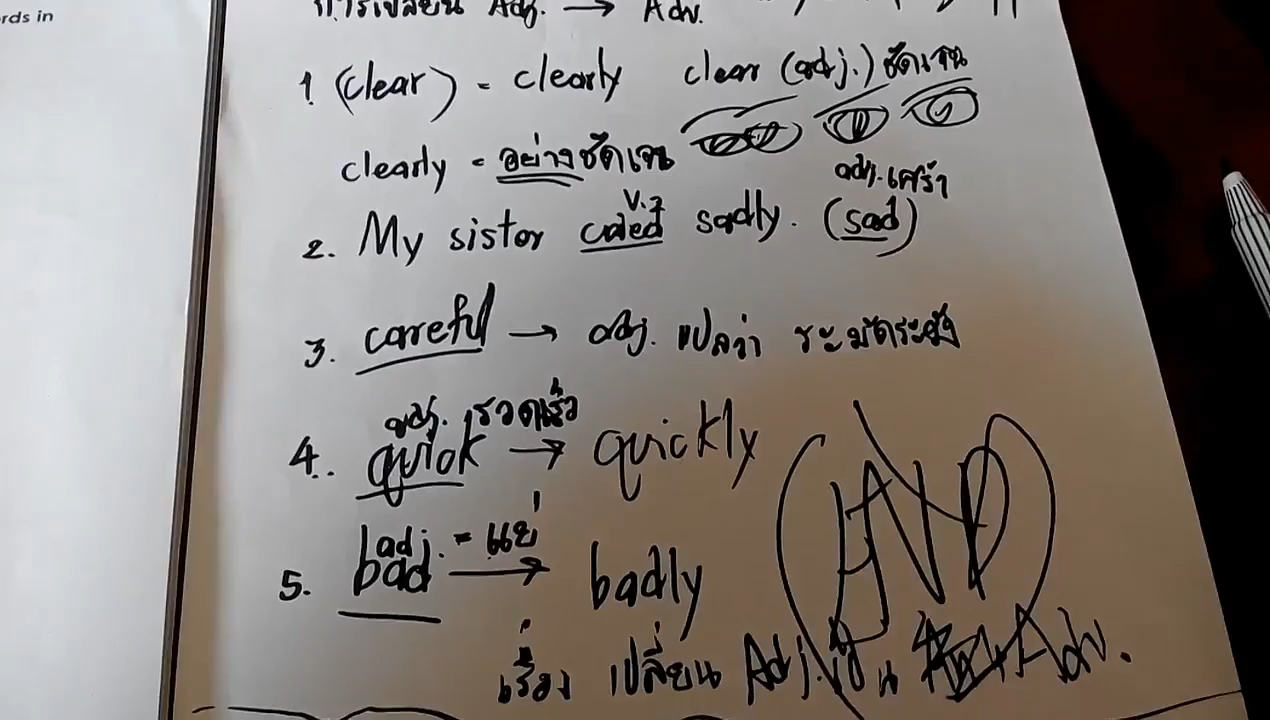 rds in
การเปลี่ยน Adj. → Adv.
1 (clear) = clearly clear (adj.) ชัดเจน
clearly = อย่างชัดเจน
adj. เศร้า
V.2
2. My sister sadly. (sad)
3. careful → adj. แปลว่า ระมัดระวัง
adj. รวดเร็ว
4. quick → quickly
adj. = แย่
5. bad → badly
END
เรื่อง เปลี่ยน Adj. เป็น Adv.